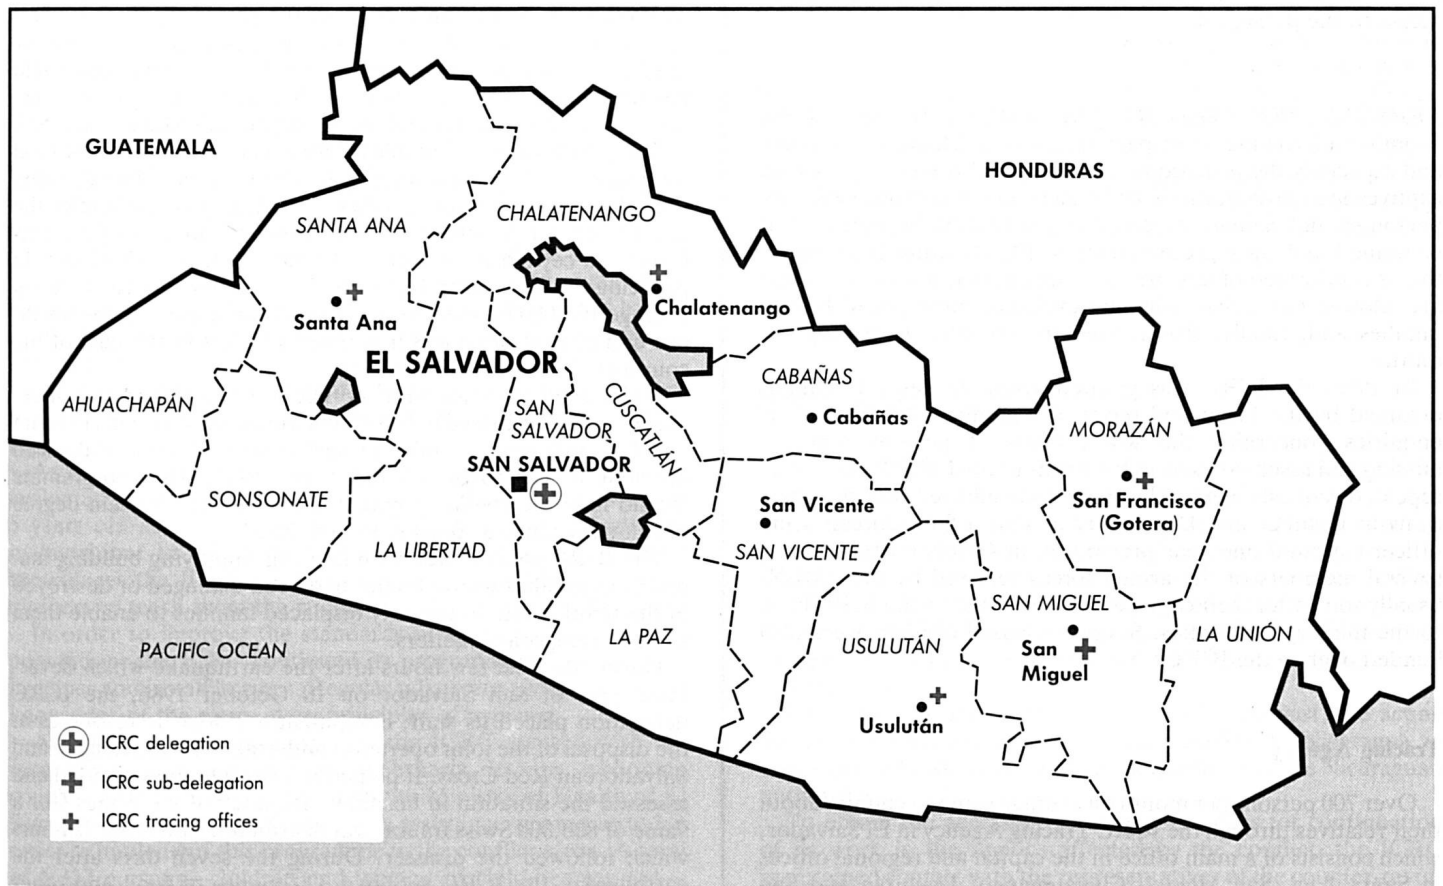 GUATEMALA
HONDURAS
SANTA ANA
CHALATENANGO
Santa Ana
Chalatenango
EL SALVADOR
AHUACHAPÁN
CABAÑAS
Cabañas
SAN
SALVADOR
CUSCATLÁN
MORAZÁN
SAN SALVADOR
SONSONATE
San Vicente
San Francisco
(Gotera)
LA LIBERTAD
SAN VICENTE
SAN MIGUEL
LA PAZ
USULUTÁN
LA UNIÓN
San
Miguel
PACIFIC OCEAN
Usulután
ICRC delegation
ICRC sub-delegation
ICRC tracing offices